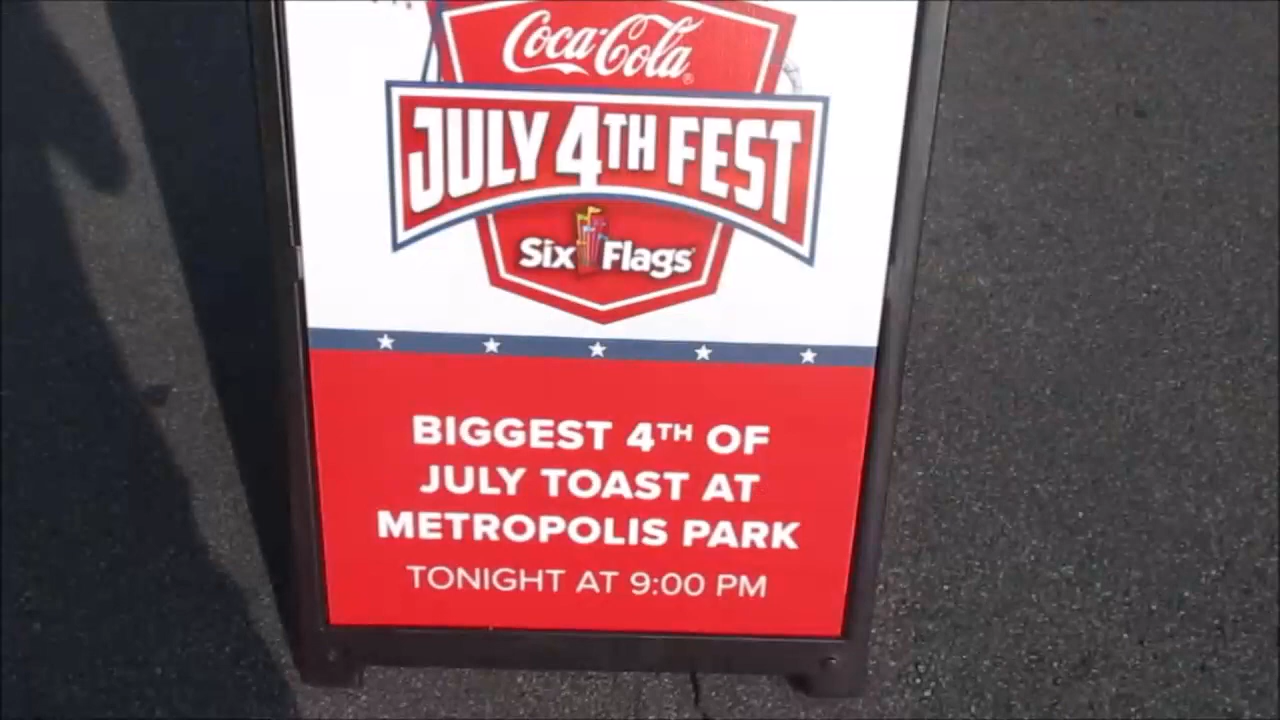 Coca-Cola
JULY 4TH FEST
Six Flags
BIGGEST 4TH OF
JULY TOAST AT
METROPOLIS PARK
TONIGHT AT 9:00 PM